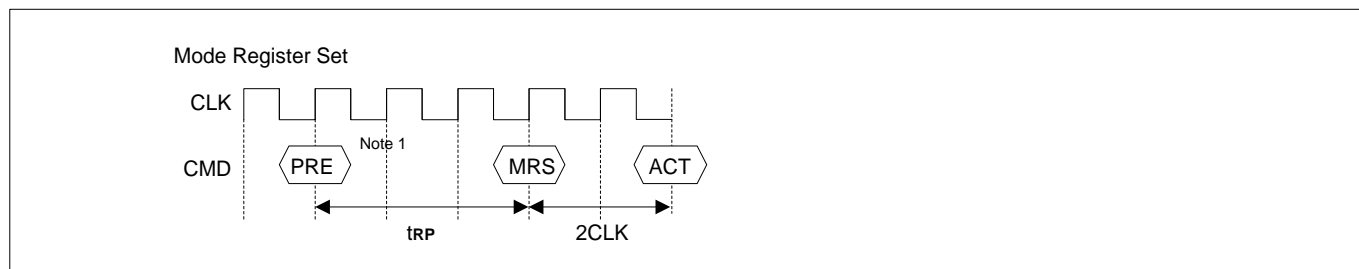 Mode Register Set
CLK
Note 1
CMD PRE MRS ACT
tRP 2CLK